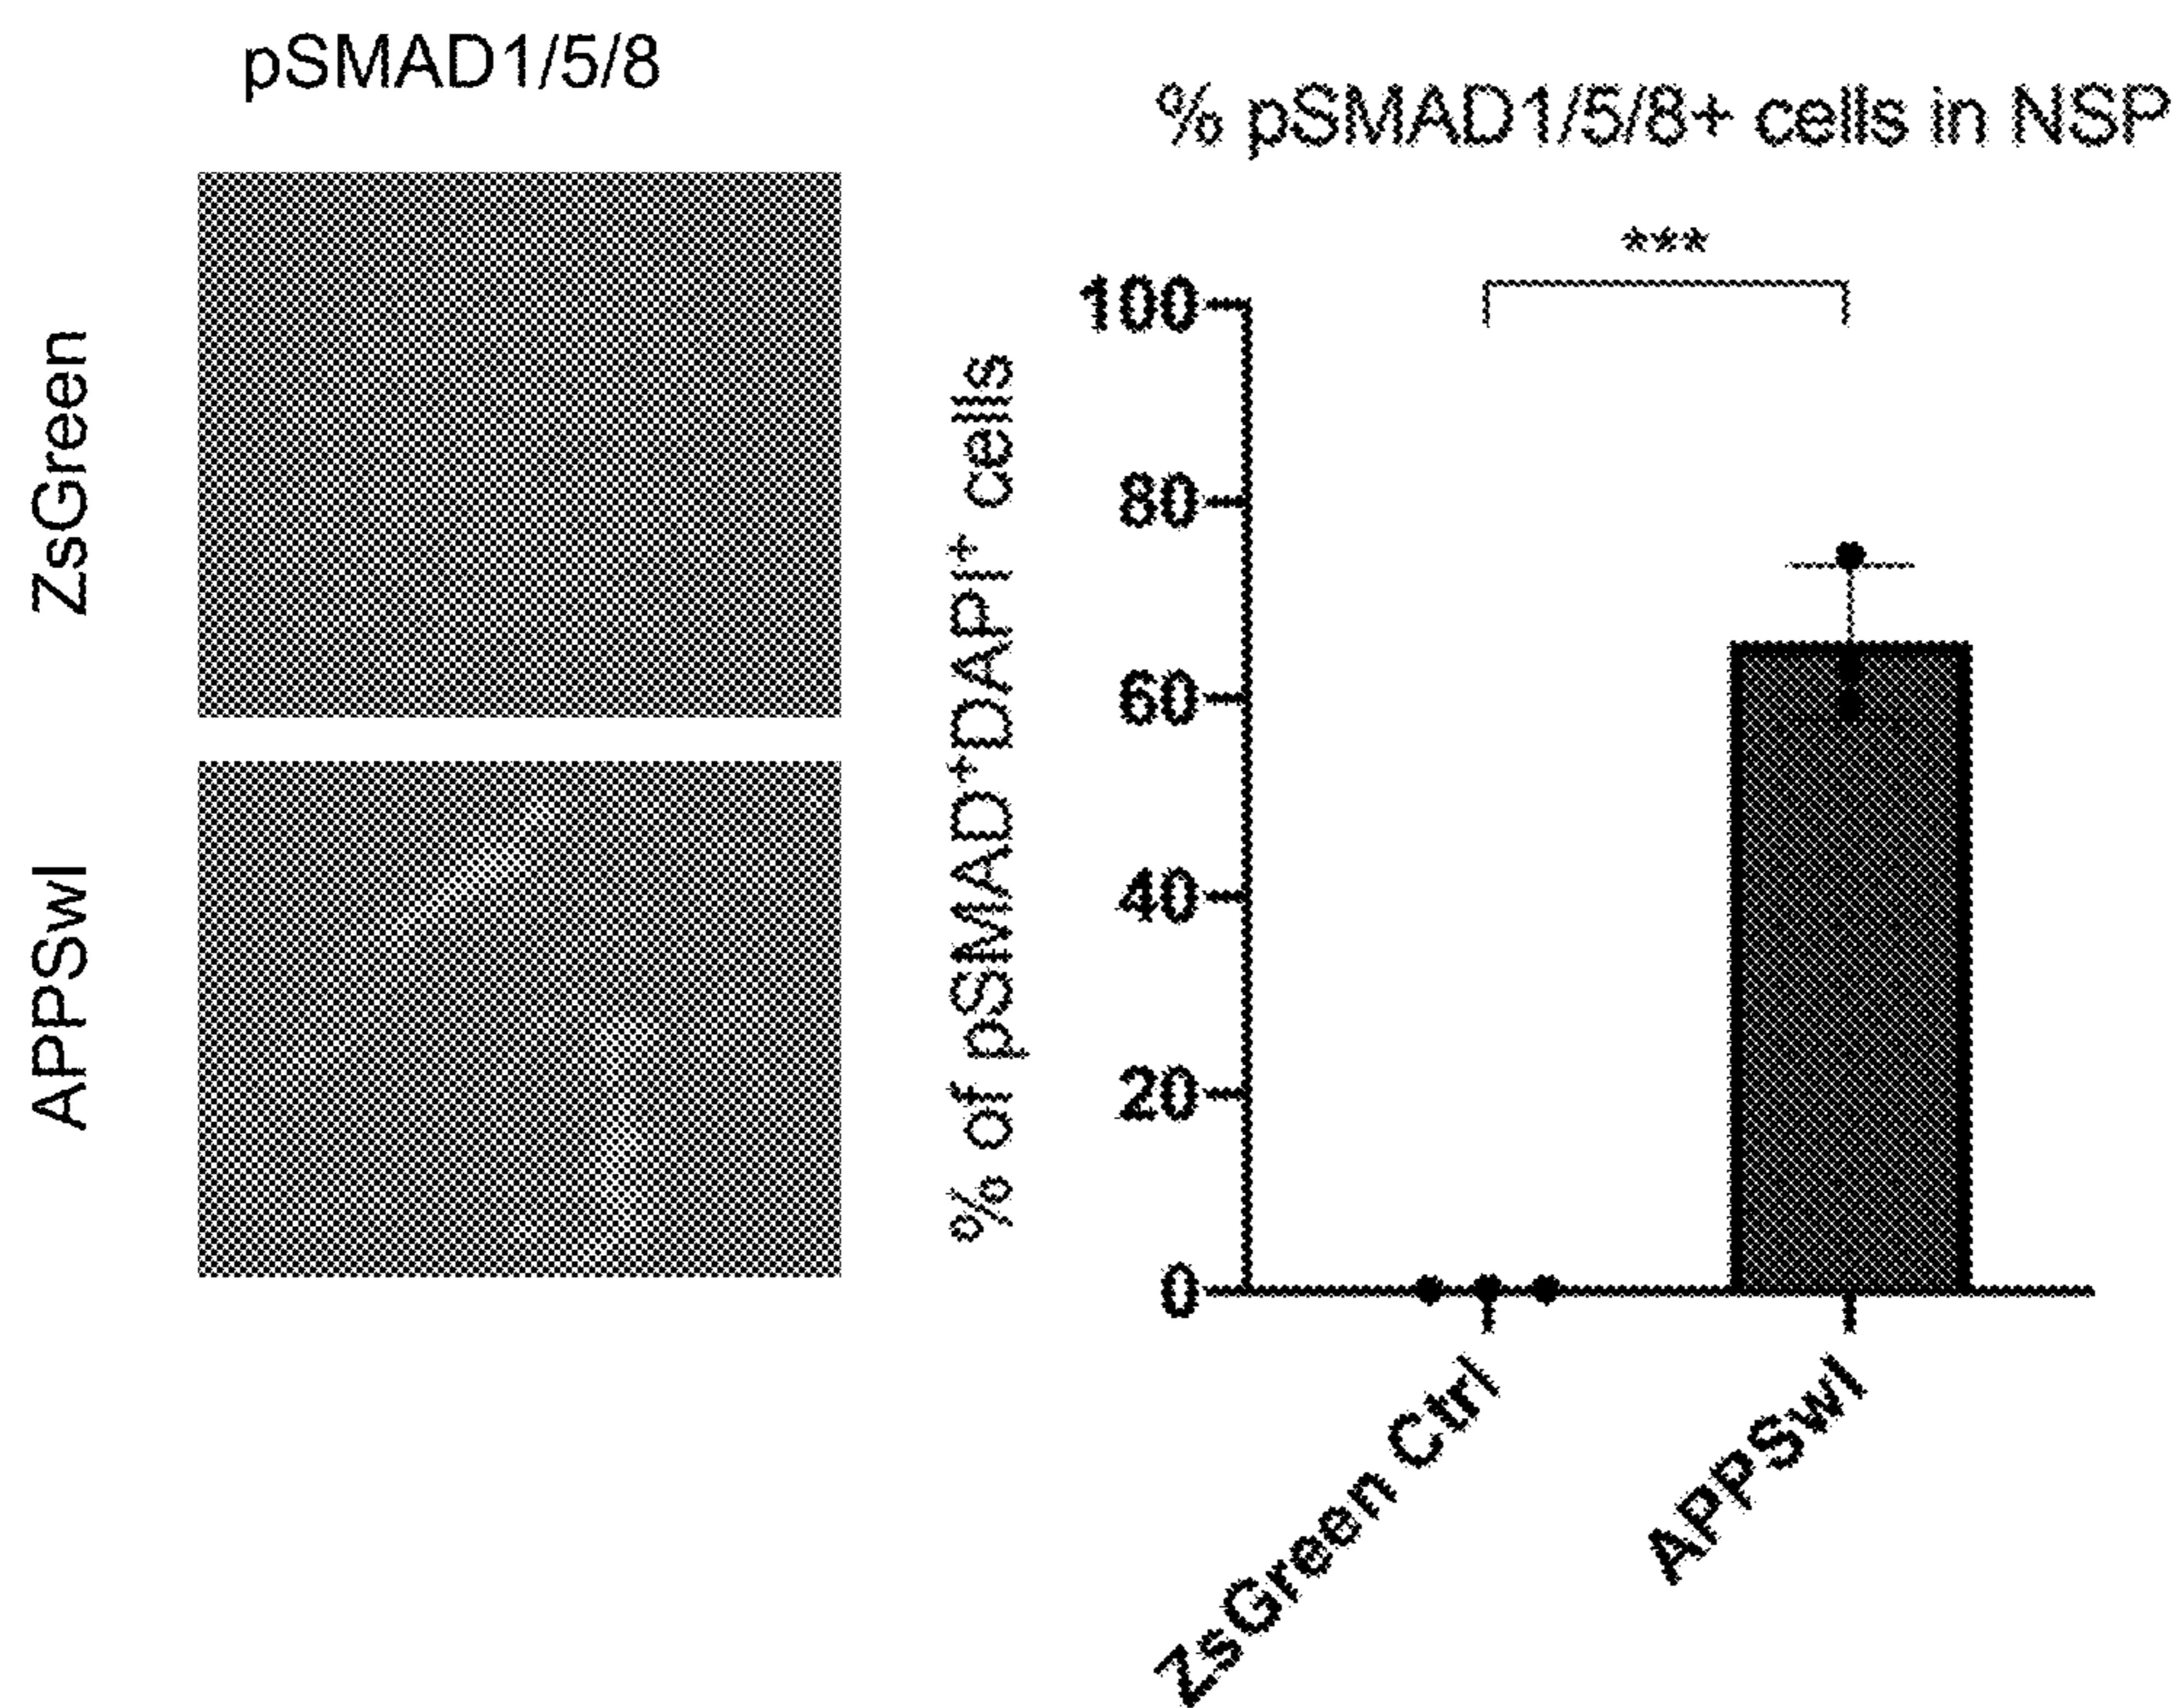 pSMAD1/5/8
ZsGreen
APPSwI
% pSMAD1/5/8+ cells in NSP
***
% of pSMAD⁺DAPI⁺ cells
100
80
60
40
20
0
ZsGreen Ctrl
APPSwI